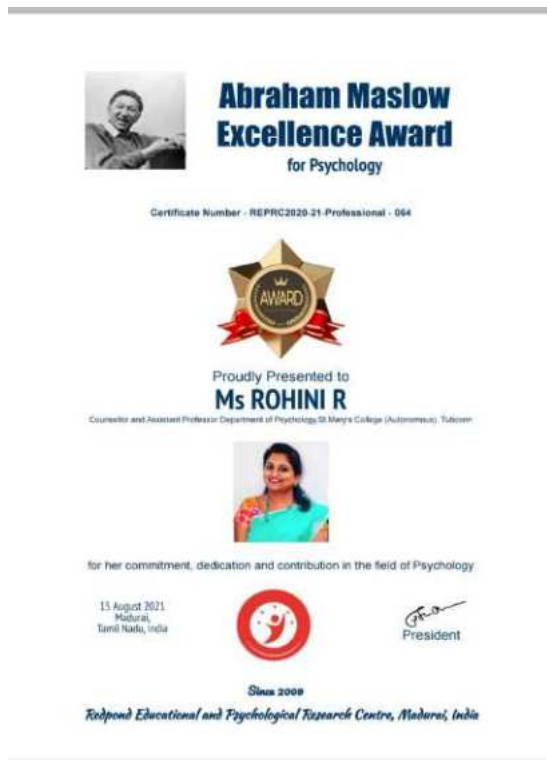 Abraham Maslow
Excellence Award
for Psychology
Certificate Number - REPRC2020-21-Professional - 064
AWARD
Proudly Presented to
Ms ROHINI R
Counsellor and Assistant Professor Department of Psychology,St.Mary's College (Autonomous), Tuticorin
for her commitment, dedication and contribution in the field of Psychology
15 August 2021
Madurai,
Tamil Nadu, India
President
Since 2009
Redpond Educational and Psychological Research Centre, Madurai, India